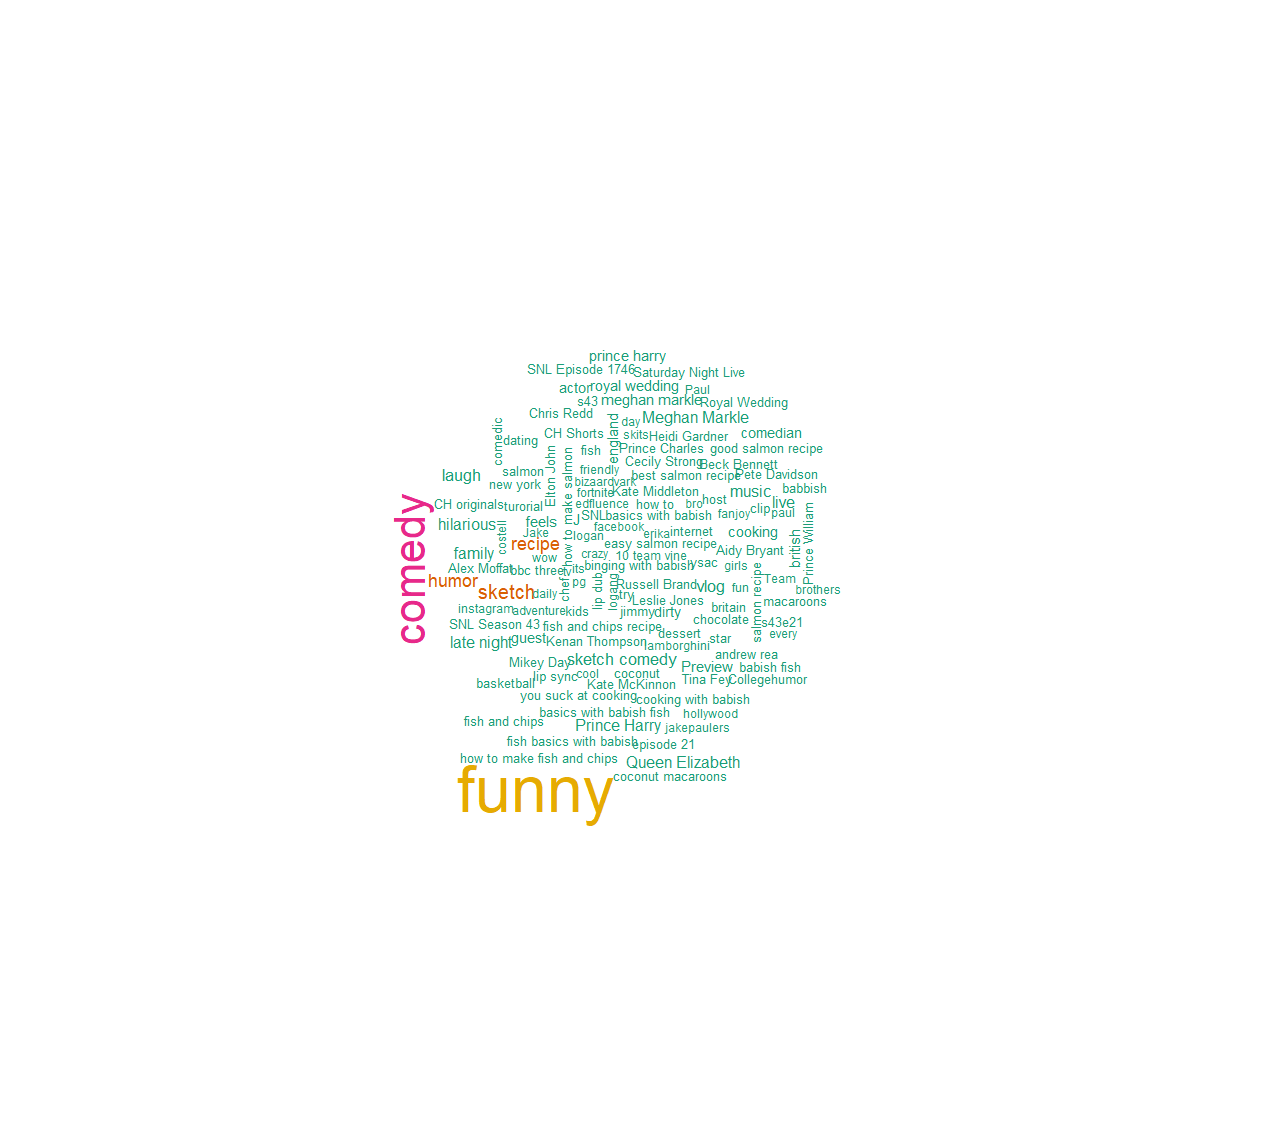 prince harry
SNL Episode 1746
Saturday Night Live
actor
royal wedding
Paul
s43
meghan markle
Royal Wedding
Chris Redd
day
Meghan Markle
comedic
dating
CH Shorts
england
skits
Heidi Gardner
comedian
fish
Prince Charles
good salmon recipe
Elton John
how to make salmon
Cecily Strong
Beck Bennett
laugh
salmon
friendly
best salmon recipe
Pete Davidson
new york
bizaardvark
fortnite
Kate Middleton
host
music
babbish
comedy
CH originals
turorial
edfluence
how to
bro
live
clip
hilarious
feels
J
SNL
basics with babish
fanjoy
paul
costell
Jake
logan
facebook
erika
internet
cooking
british
Prince William
recipe
easy salmon recipe
family
wow
crazy
10 team vine
Aidy Bryant
Alex Moffat
bbc three
tv
its
binging with babish
ysac
girls
humor
chef
pg
lip dub
logang
Russell Brand
vlog
fun
salmon recipe
Team
brothers
sketch
daily
try
Leslie Jones
macaroons
instagram
adventure
kids
jimmy
dirty
britain
SNL Season 43
fish and chips recipe
chocolate
s43e21
late night
guest
Kenan Thompson
dessert
lamborghini
star
every
Mikey Day
sketch comedy
andrew rea
Preview
babish fish
basketball
lip sync
cool
coconut
Kate McKinnon
Tina Fey
Collegehumor
you suck at cooking
cooking with babish
basics with babish fish
hollywood
fish and chips
Prince Harry
jakepaulers
fish basics with babish
episode 21
how to make fish and chips
Queen Elizabeth
funny
coconut macaroons